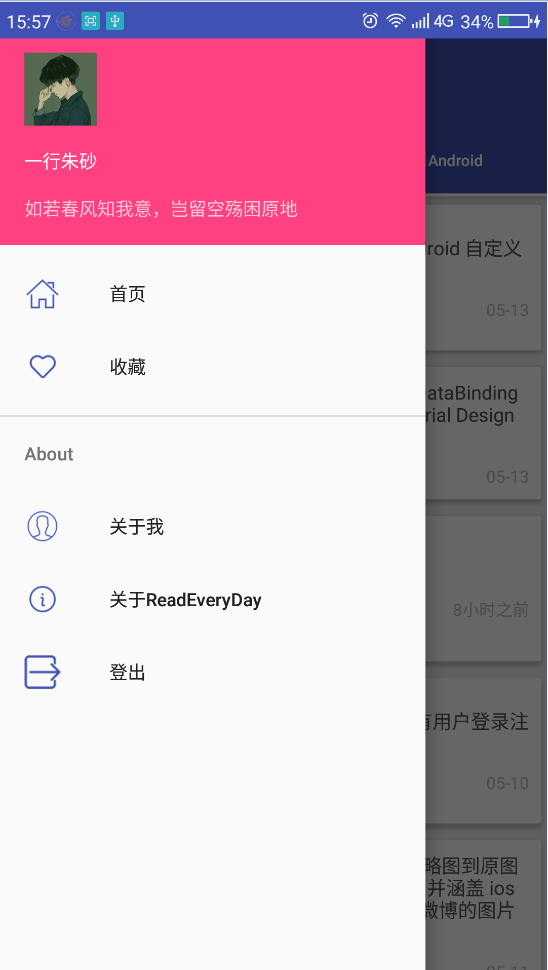 15:57 4G 34%
一行朱砂
如若春风知我意，岂留空殇困原地
首页
收藏
About
关于我
关于ReadEveryDay
登出
Android
roid 自定义
05-13
ataBinding
rial Design
05-13
8小时之前
有用户登录注
05-10
略图到原图
并涵盖 ios
微博的图片